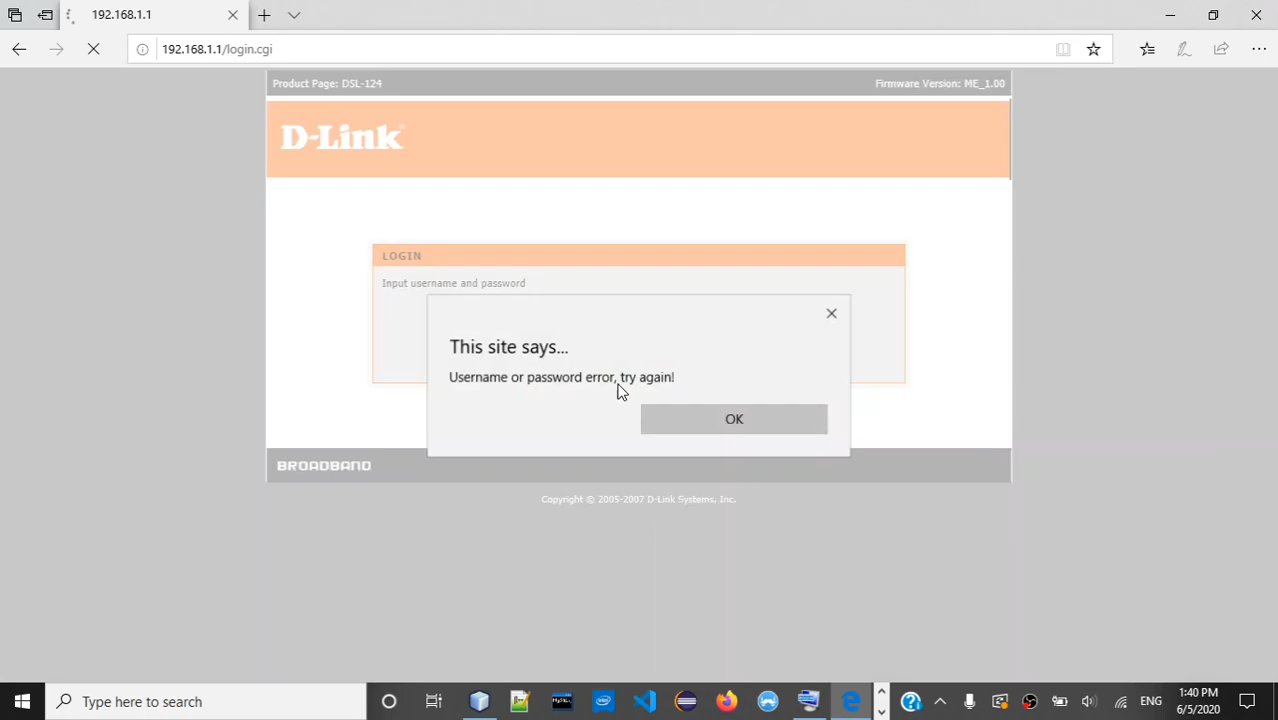 192.168.1.1
192.168.1.1/login.cgi
Product Page: DSL-124
Firmware Version: ME_1.00
D-Link
LOGIN
Input username and password
This site says...
Username or password error, try again!
OK
BROADBAND
Copyright © 2005-2007 D-Link Systems, Inc.
Type here to search
ENG
1:40 PM
6/5/2020